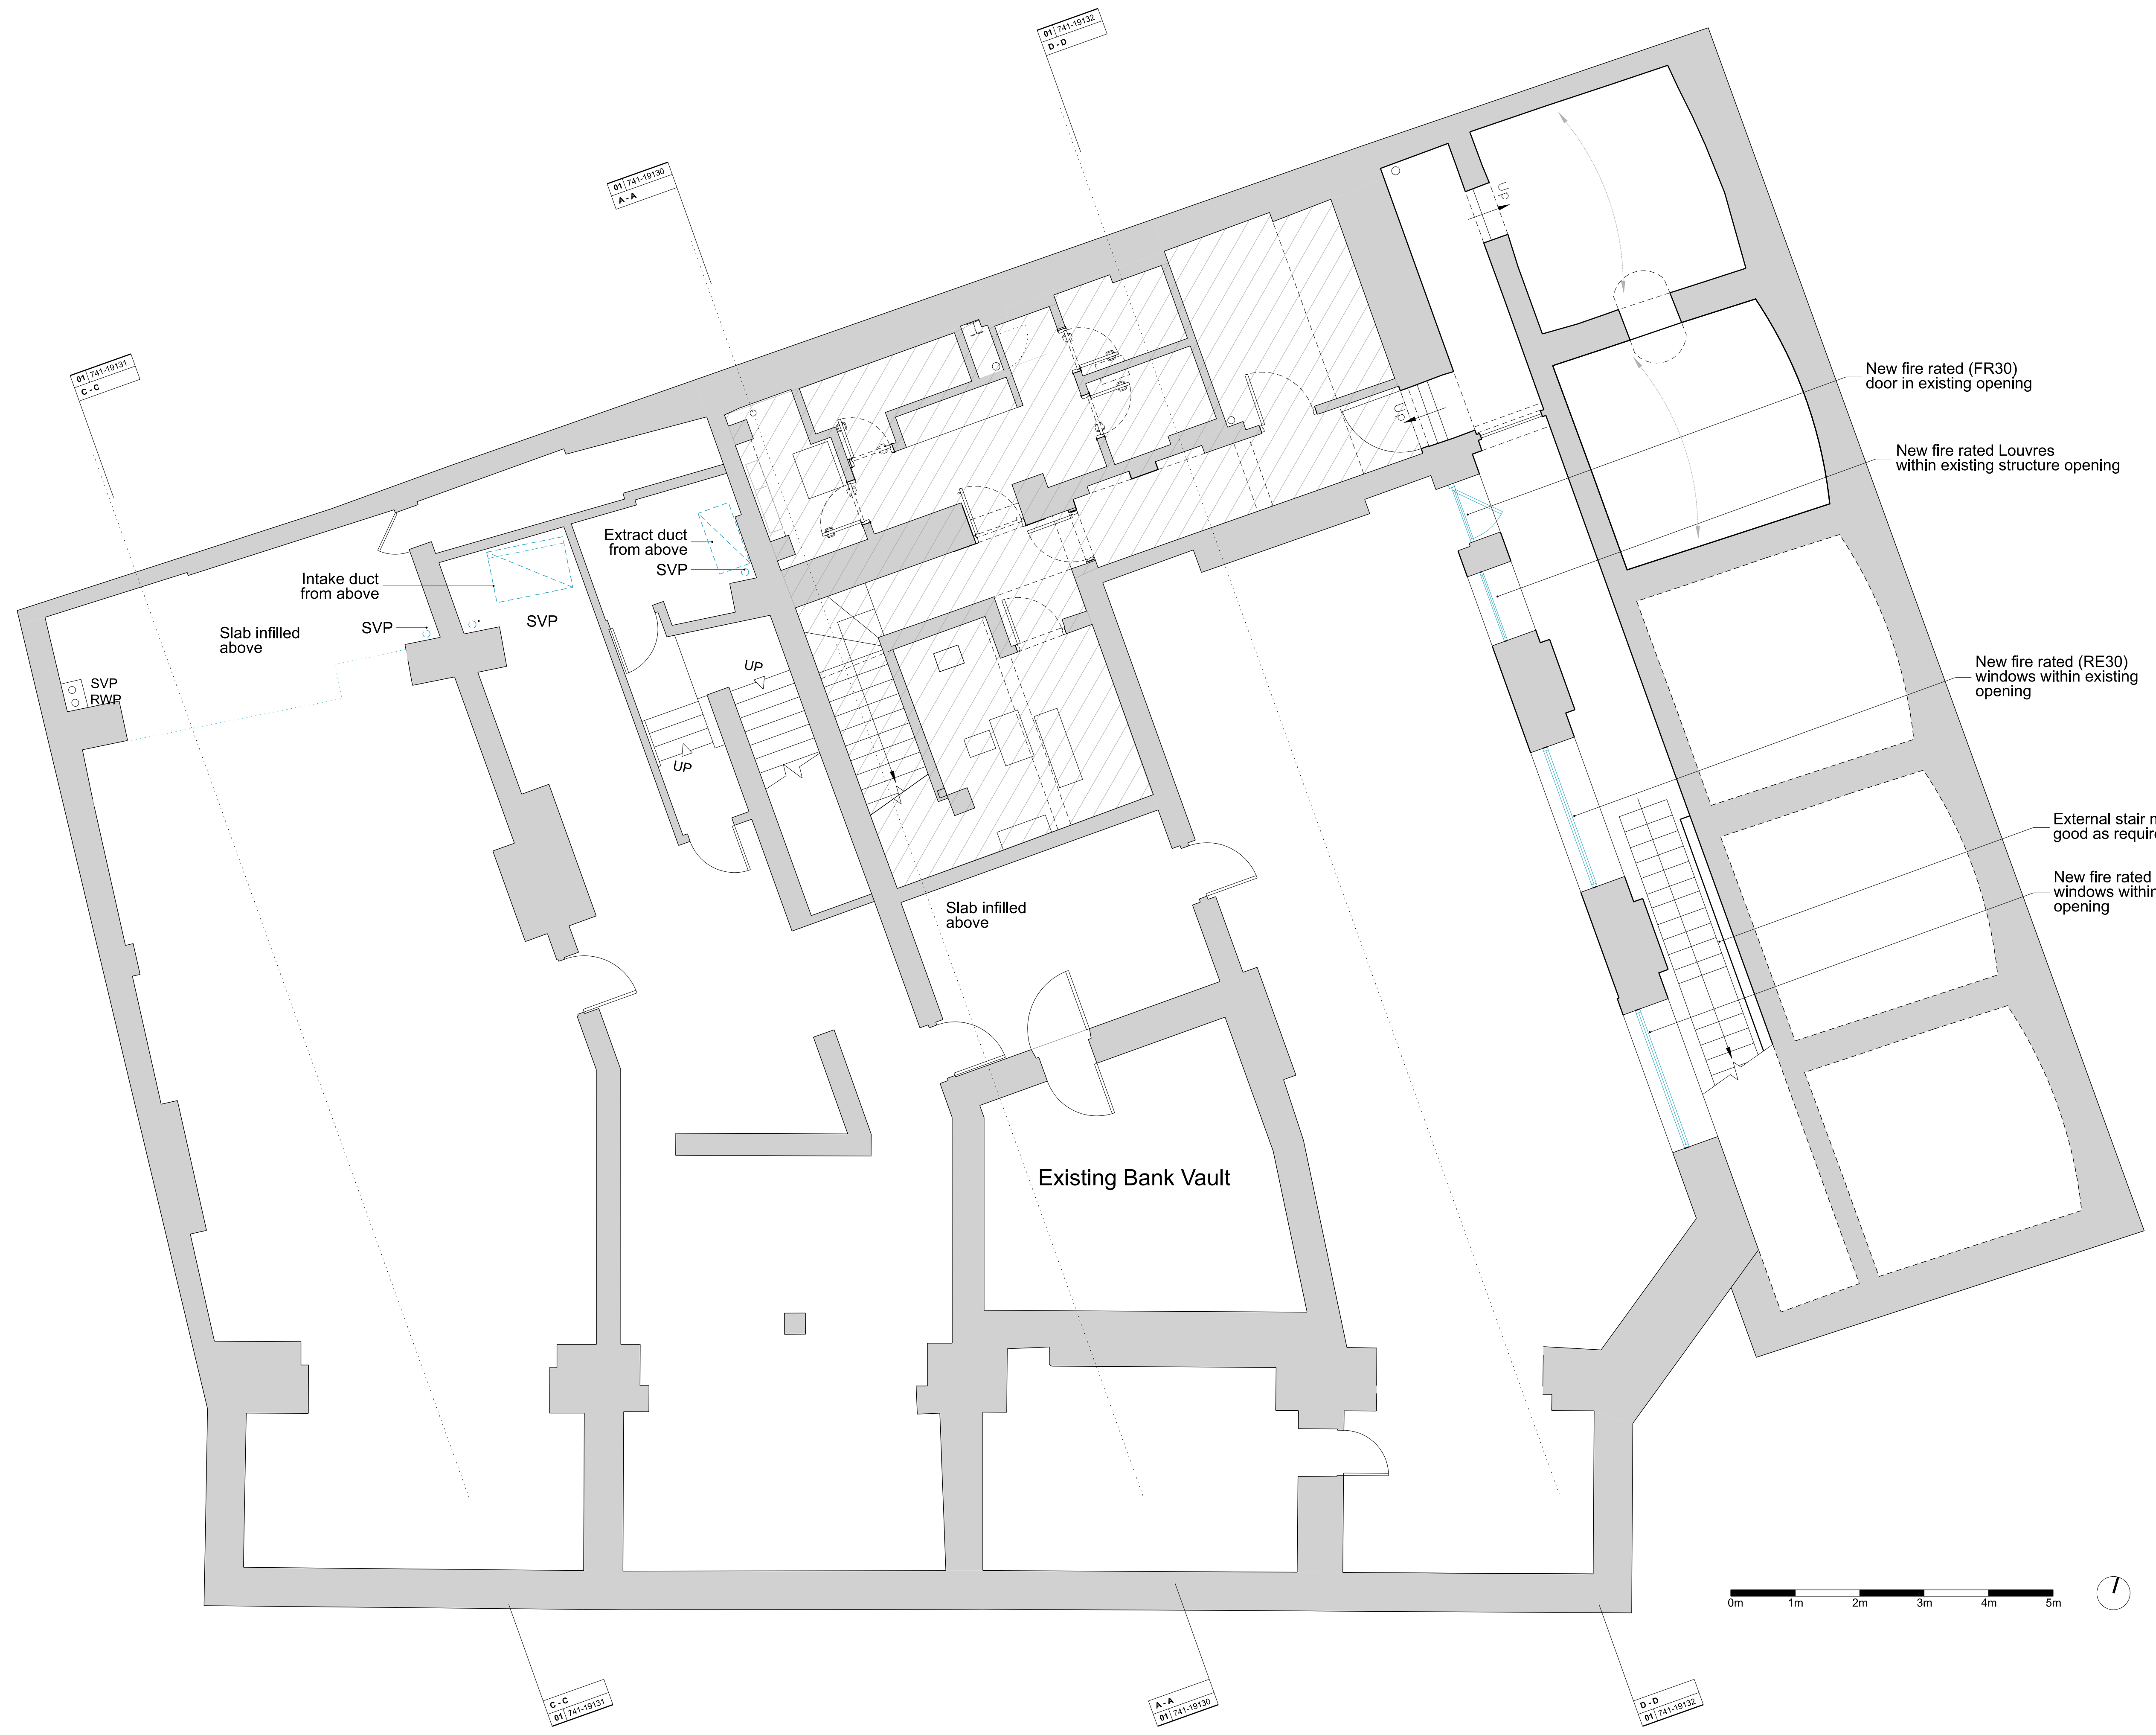 01 741-19132
D - D
01 741-19130
A - A
01 741-19131
C - C
Up
New fire rated (FR30)
door in existing opening
Up
New fire rated Louvres
within existing structure opening
Extract duct
from above
SVP
Intake duct
from above
SVP
SVP
Slab infilled
above
SVP
RWP
UP
UP
New fire rated (RE30)
windows within existing
opening
External stair
good as
New fire rated
windows
opening
Slab infilled
above
Existing Bank Vault
0m 1m 2m 3m 4m 5m
C - C
01 741-19131
A - A
01 741-19130
D - D
01 741-19132